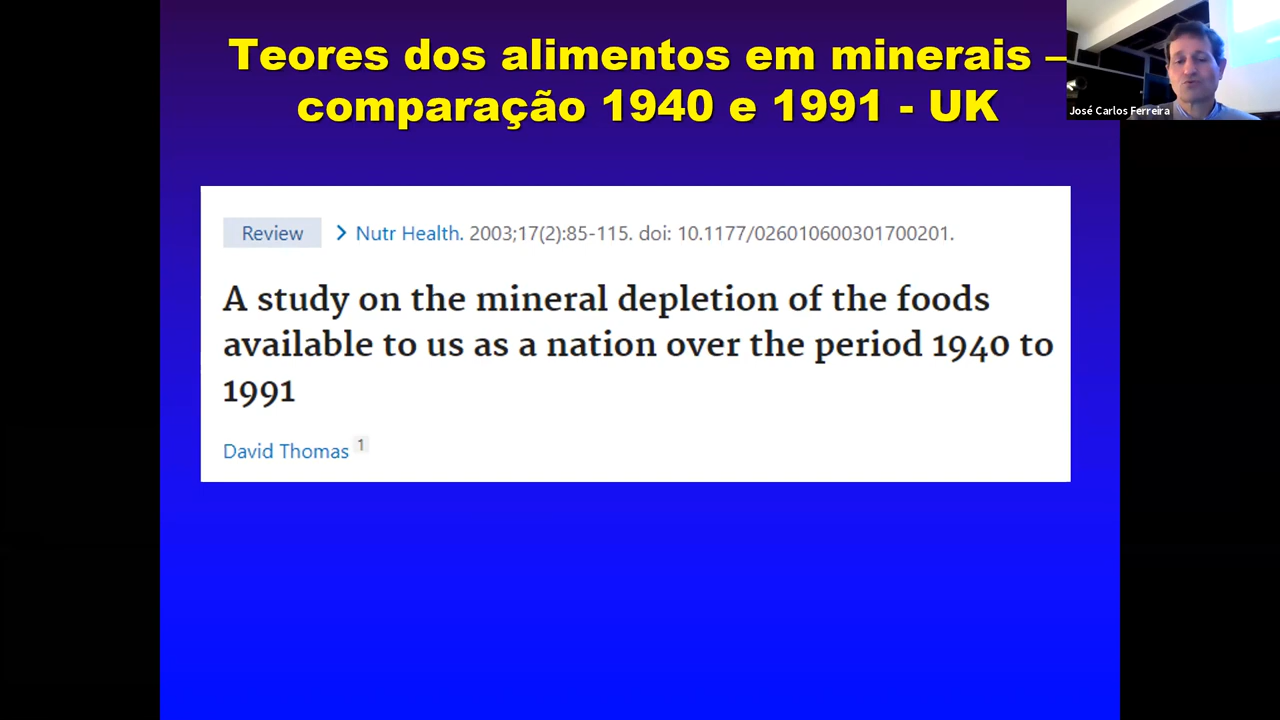 Teores dos alimentos em minerais –
comparação 1940 e 1991 - UK
José Carlos Ferreira
Review > Nutr Health. 2003;17(2):85-115. doi: 10.1177/026010600301700201.
A study on the mineral depletion of the foods
available to us as a nation over the period 1940 to
1991
David Thomas 1